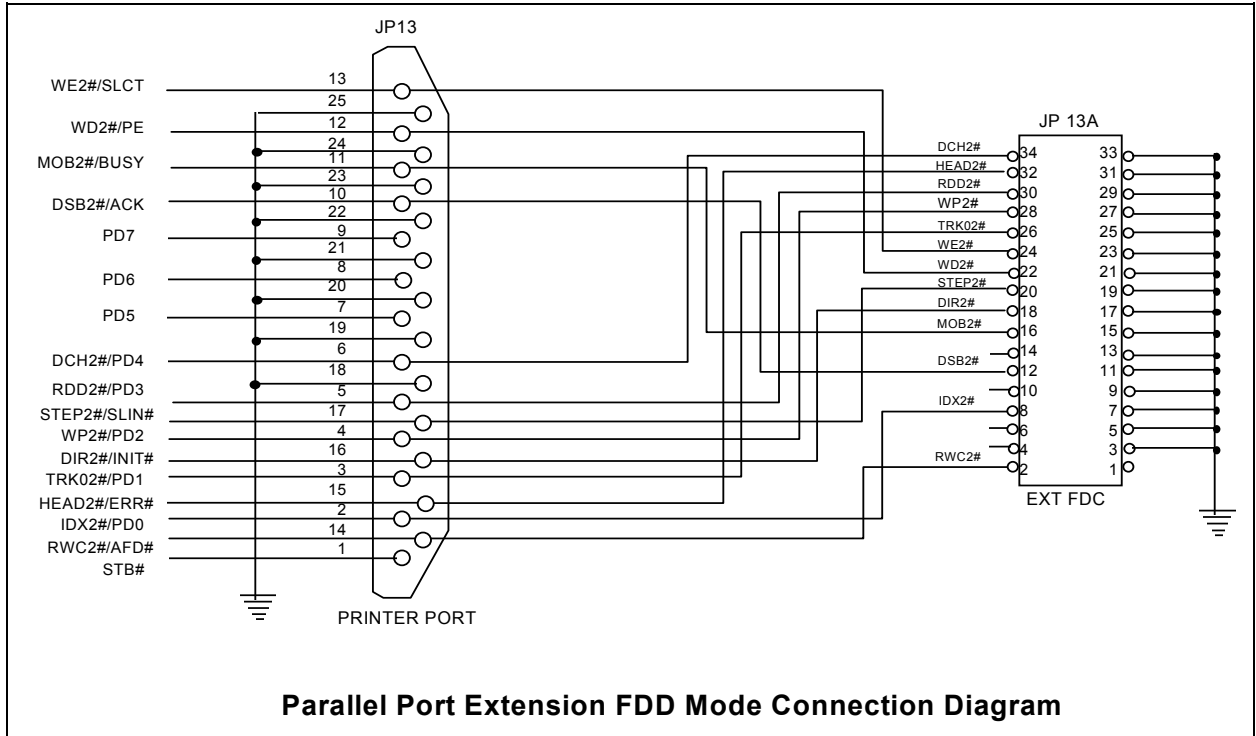 JP13
WE2#/SLCT
WD2#/PE
MOB2#/BUSY
DSB2#/ACK
PD7
PD6
PD5
DCH2#/PD4
RDD2#/PD3
STEP2#/SLIN#
WP2#/PD2
DIR2#/INIT#
TRK02#/PD1
HEAD2#/ERR#
IDX2#/PD0
RWC2#/AFD#
STB#
13
25
12
24
11
23
10
22
9
21
8
20
7
19
6
18
5
17
4
16
3
15
2
14
1
PRINTER PORT
JP 13A
DCH2#
HEAD2#
RDD2#
WP2#
TRK02#
WE2#
WD2#
STEP2#
DIR2#
MOB2#
DSB2#
IDX2#
RWC2#
34 33
32 31
30 29
28 27
26 25
24 23
22 21
20 19
18 17
16 15
14 13
12 11
10 9
8 7
6 5
4 3
2 1
EXT FDC
Parallel Port Extension FDD Mode Connection Diagram